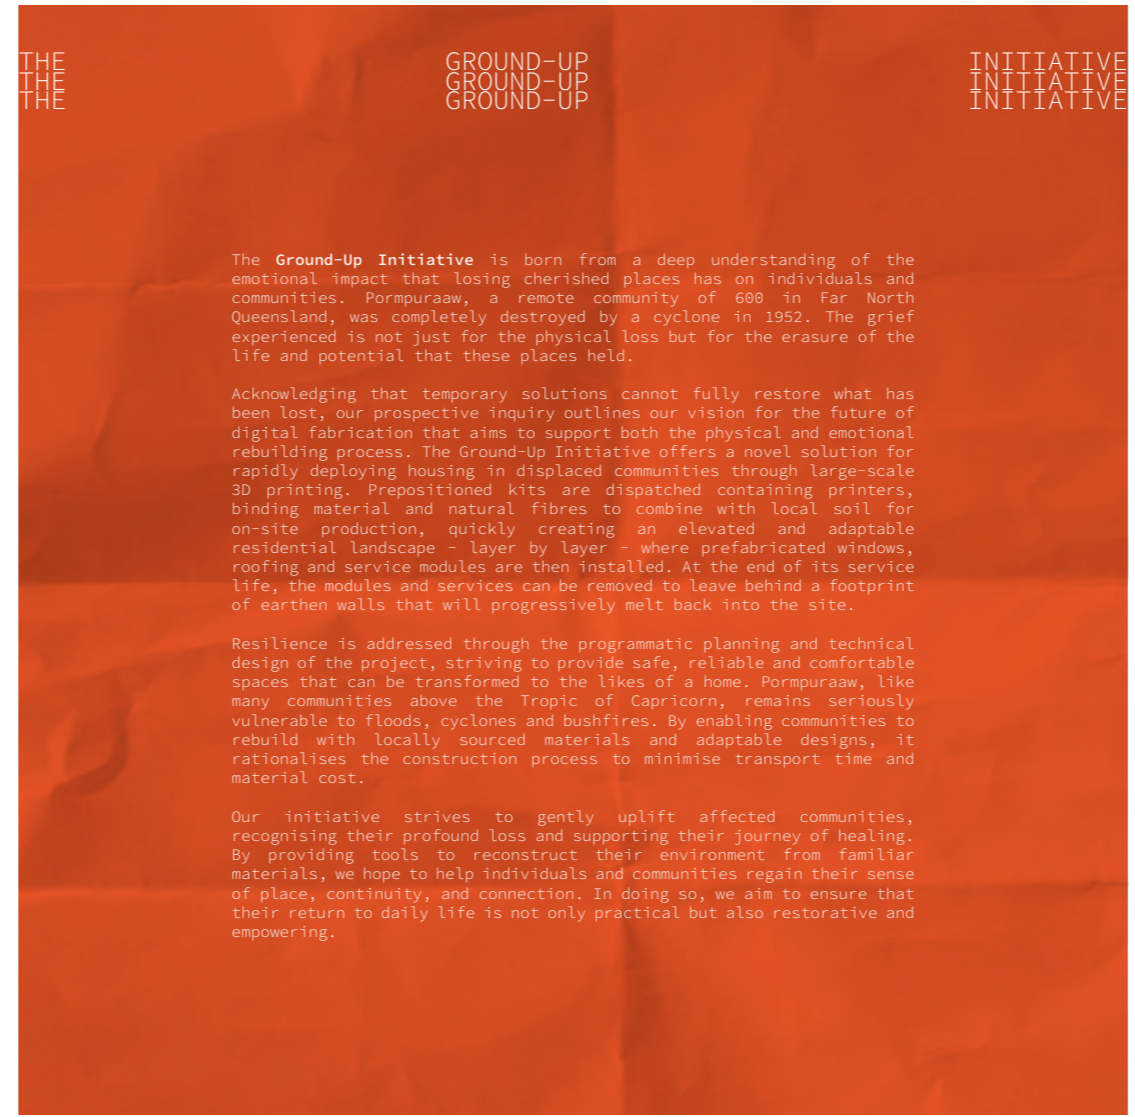 THE GROUND-UP INITIATIVE
THE GROUND-UP INITIATIVE
THE GROUND-UP INITIATIVE
The Ground-Up Initiative is born from a deep understanding of the
emotional impact that losing cherished places has on individuals and
communities. Pormpuraaw, a remote community of 600 in Far North
Queensland, was completely destroyed by a cyclone in 1952. The grief
experienced is not just for the physical loss but for the erasure of the
life and potential that these places held.
Acknowledging that temporary solutions cannot fully restore what has
been lost, our prospective inquiry outlines our vision for the future of
digital fabrication that aims to support both the physical and emotional
rebuilding process. The Ground-Up Initiative offers a novel solution for
rapidly deploying housing in displaced communities through large-scale
3D printing. Prepositioned kits are dispatched containing printers,
binding material and natural fibres to combine with local soil for
on-site production, quickly creating an elevated and adaptable
residential landscape - layer by layer - where prefabricated windows,
roofing and service modules are then installed. At the end of its service
life, the modules and services can be removed to leave behind a footprint
of earthen walls that will progressively melt back into the site.
Resilience is addressed through the programmatic planning and technical
design of the project, striving to provide safe, reliable and comfortable
spaces that can be transformed to the likes of a home. Pormpuraaw, like
many communities above the Tropic of Capricorn, remains seriously
vulnerable to floods, cyclones and bushfires. By enabling communities to
rebuild with locally sourced materials and adaptable designs, it
rationalises the construction process to minimise transport time and
material cost.
Our initiative strives to gently uplift affected communities,
recognising their profound loss and supporting their journey of healing.
By providing tools to reconstruct their environment from familiar
materials, we hope to help individuals and communities regain their sense
of place, continuity, and connection. In doing so, we aim to ensure that
their return to daily life is not only practical but also restorative and
empowering.